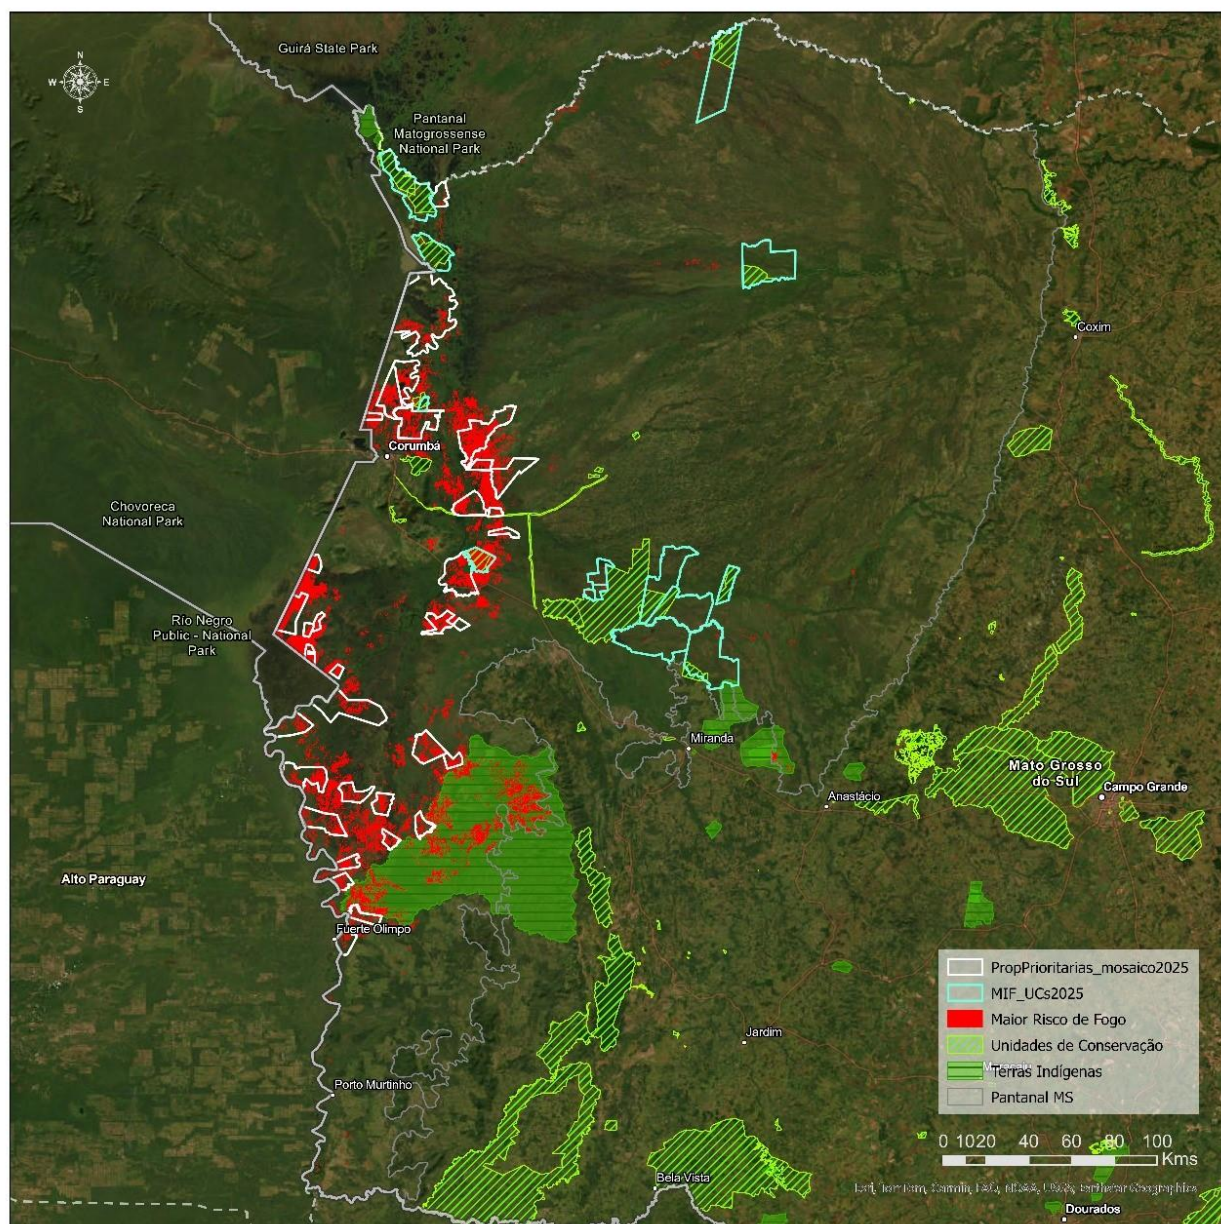 Guirá State Park
N
W
E
S
Pantanal
Matogrossense
National Park
Coxim
Corumbá
Chovoreca
National Park
Río Negro
Public - National
Park
Miranda
Mato Grosso
do Sul
Campo Grande
Anastácio
Alto Paraguay
Fuerte Olimpo
Jardim
Porto Murtinho
Bela Vista
Dourados
PropPrioritarias_mosaico2025
MIF_UCs2025
Maior Risco de Fogo
Unidades de Conservação
Terras Indígenas
Pantanal MS
0 10 20 40 60 80 100
Kms